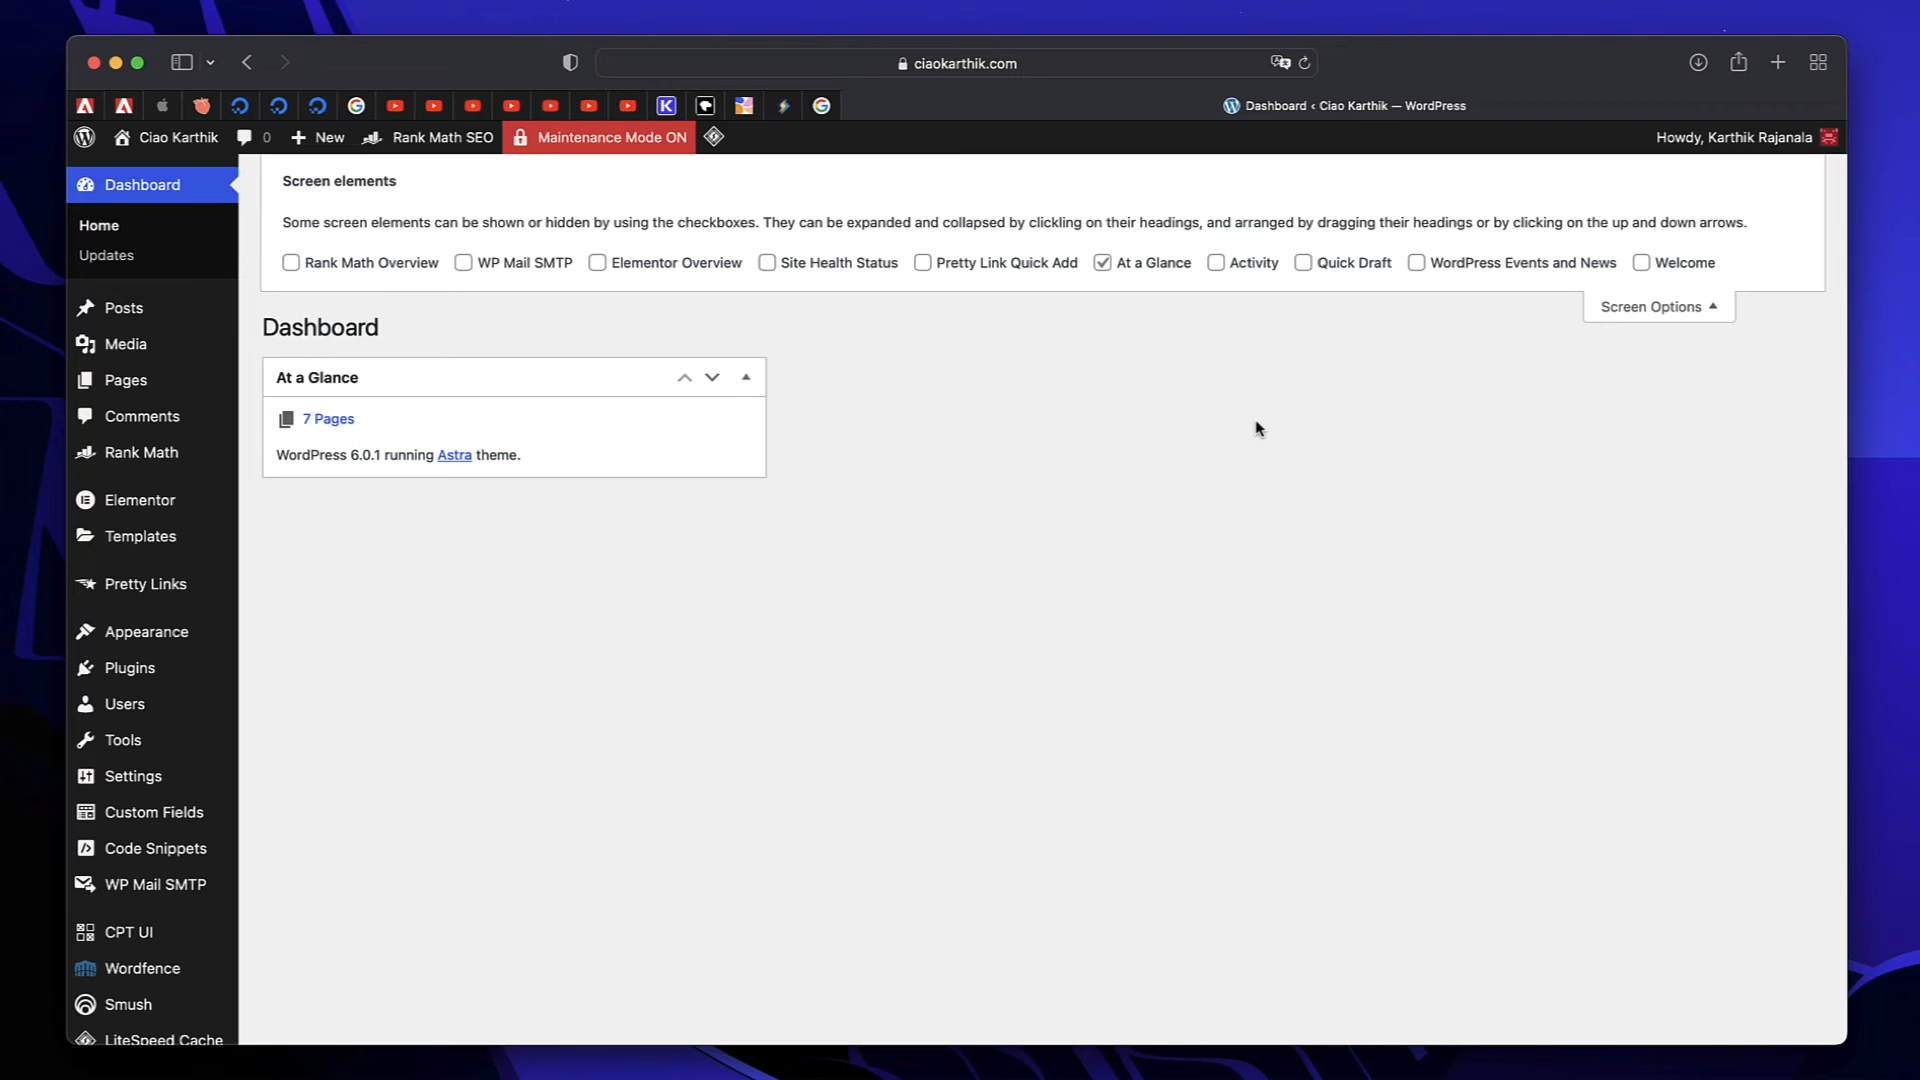 ciaokarthik.com
Dashboard ‹ Ciao Karthik — WordPress
Ciao Karthik 0 New Rank Math SEO Maintenance Mode ON Howdy, Karthik Rajanala
Dashboard
Home
Updates
Posts
Media
Pages
Comments
Rank Math
Elementor
Templates
Pretty Links
Appearance
Plugins
Users
Tools
Settings
Custom Fields
Code Snippets
WP Mail SMTP
CPT UI
Wordfence
Smush
LiteSpeed Cache
Screen elements
Some screen elements can be shown or hidden by using the checkboxes. They can be expanded and collapsed by clickling on their headings, and arranged by dragging their headings or by clicking on the up and down arrows.
Rank Math Overview WP Mail SMTP Elementor Overview Site Health Status Pretty Link Quick Add At a Glance Activity Quick Draft WordPress Events and News Welcome
Screen Options
Dashboard
At a Glance
7 Pages
WordPress 6.0.1 running Astra theme.